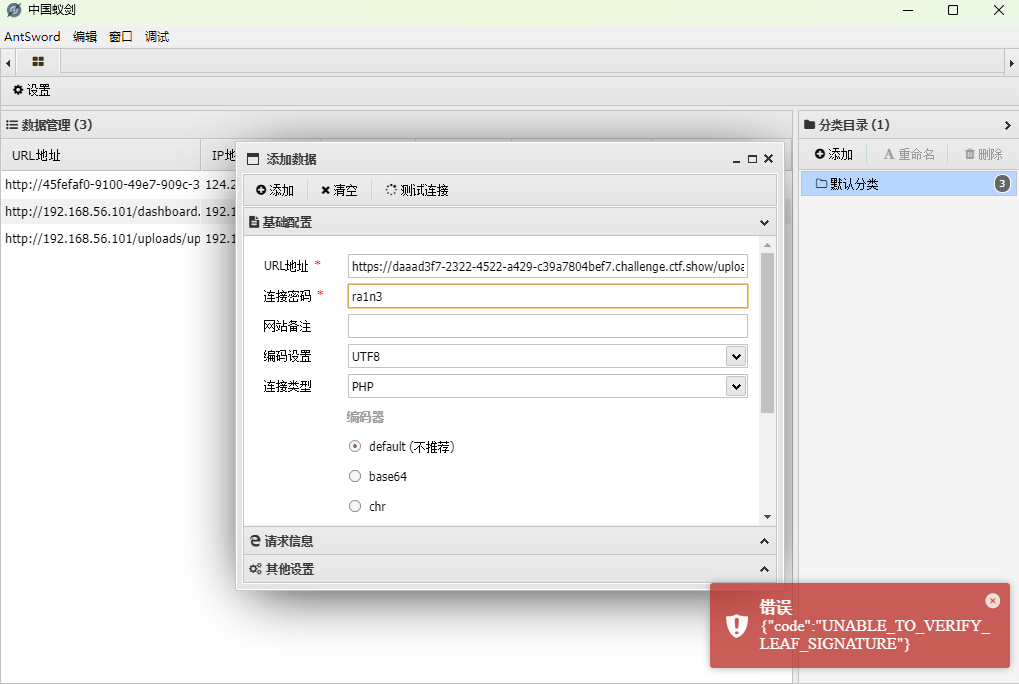 中国蚁剑
AntSword 编辑 窗口 调试
设置
数据管理 (3)
分类目录 (1)
URL地址
IP地
添加 重命名 删除
http://45fefaf0-9100-49e7-909c-3 124.2
http://192.168.56.101/dashboard. 192.1
http://192.168.56.101/uploads/up 192.1
默认分类 3
添加数据
添加 清空 测试连接
基础配置
URL地址 * https://daaad3f7-2322-4522-a429-c39a7804bef7.challenge.ctf.show/uploa
连接密码 * ra1n3
网站备注
编码设置 UTF8
连接类型 PHP
编码器
default (不推荐)
base64
chr
请求信息
其他设置
错误
{"code":"UNABLE_TO_VERIFY_
LEAF_SIGNATURE"}